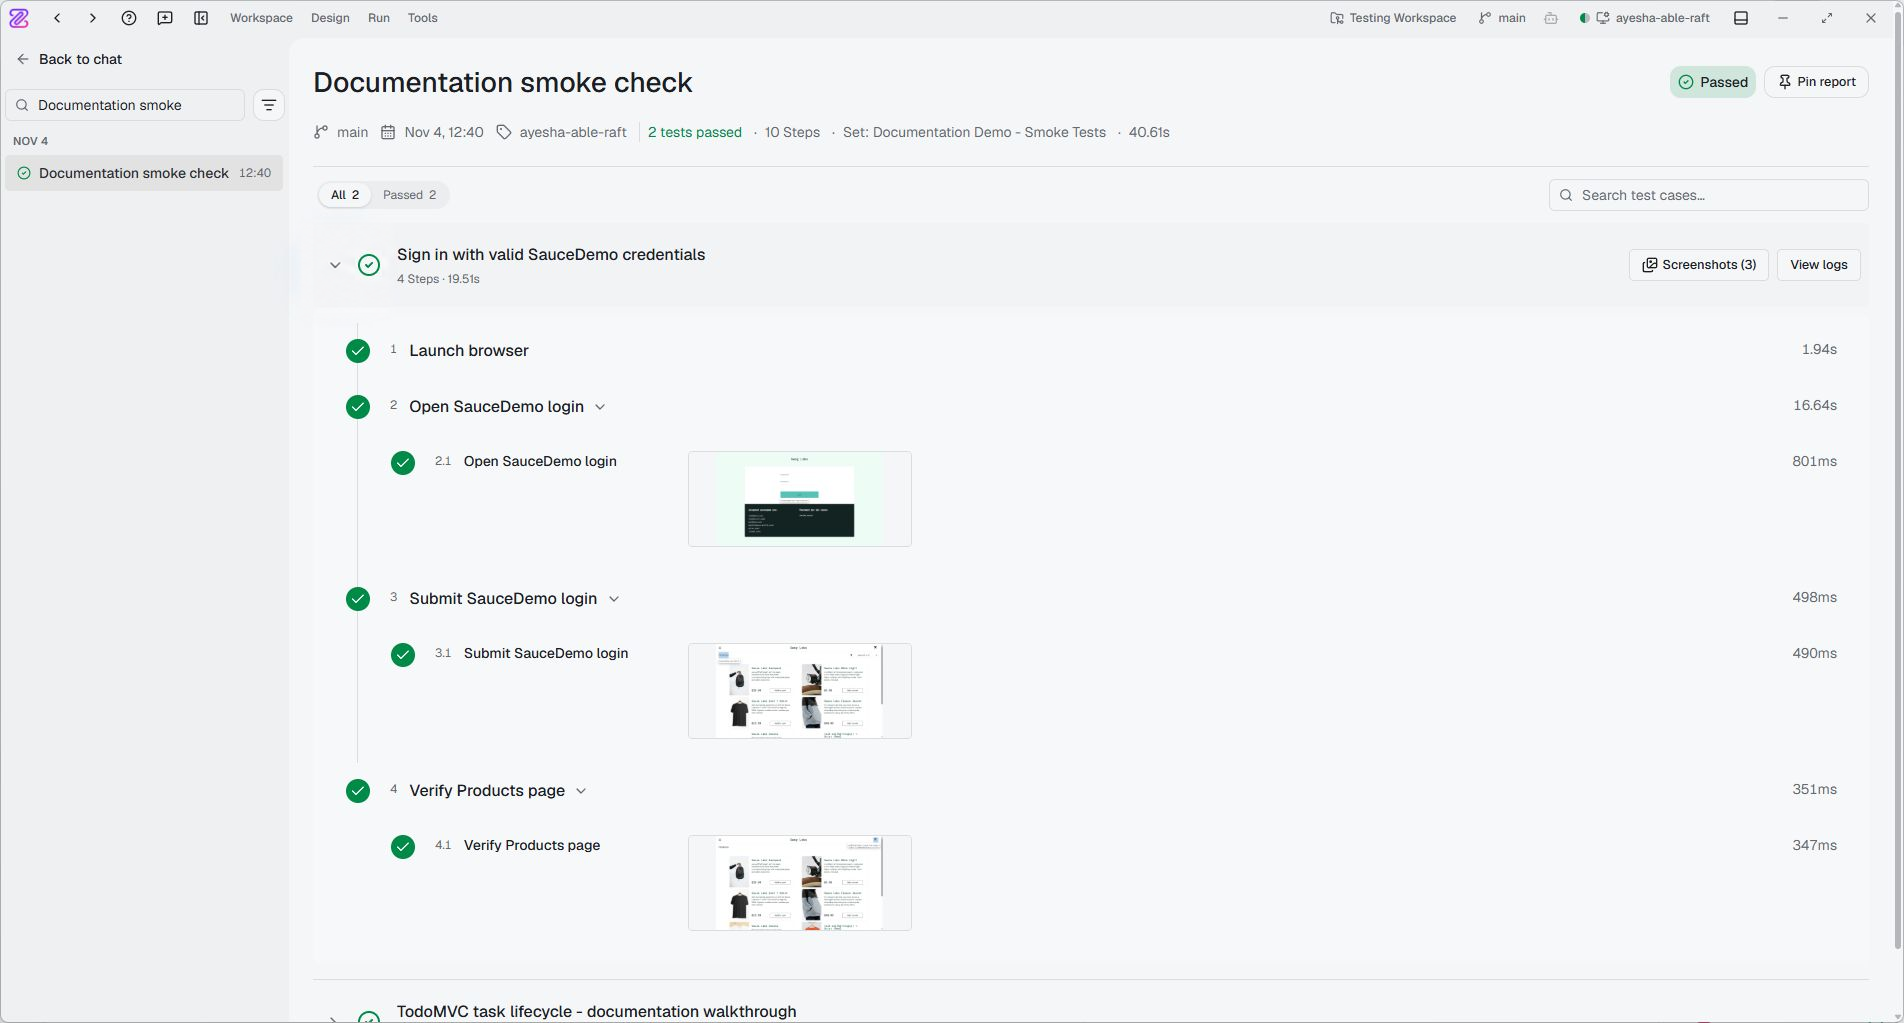 Workspace Design Run Tools Testing Workspace main ayesha-able-raft
Back to chat
Documentation smoke
NOV 4
Documentation smoke check 12:40
Documentation smoke check
Passed Pin report
main Nov 4, 12:40 ayesha-able-raft 2 tests passed · 10 Steps · Set: Documentation Demo - Smoke Tests · 40.61s
All 2 Passed 2 Search test cases...
Sign in with valid SauceDemo credentials
4 Steps · 19.51s
Screenshots (3) View logs
1 Launch browser 1.94s
2 Open SauceDemo login 16.64s
2.1 Open SauceDemo login 801ms
3 Submit SauceDemo login 498ms
3.1 Submit SauceDemo login 490ms
4 Verify Products page 351ms
4.1 Verify Products page 347ms
TodoMVC task lifecycle - documentation walkthrough